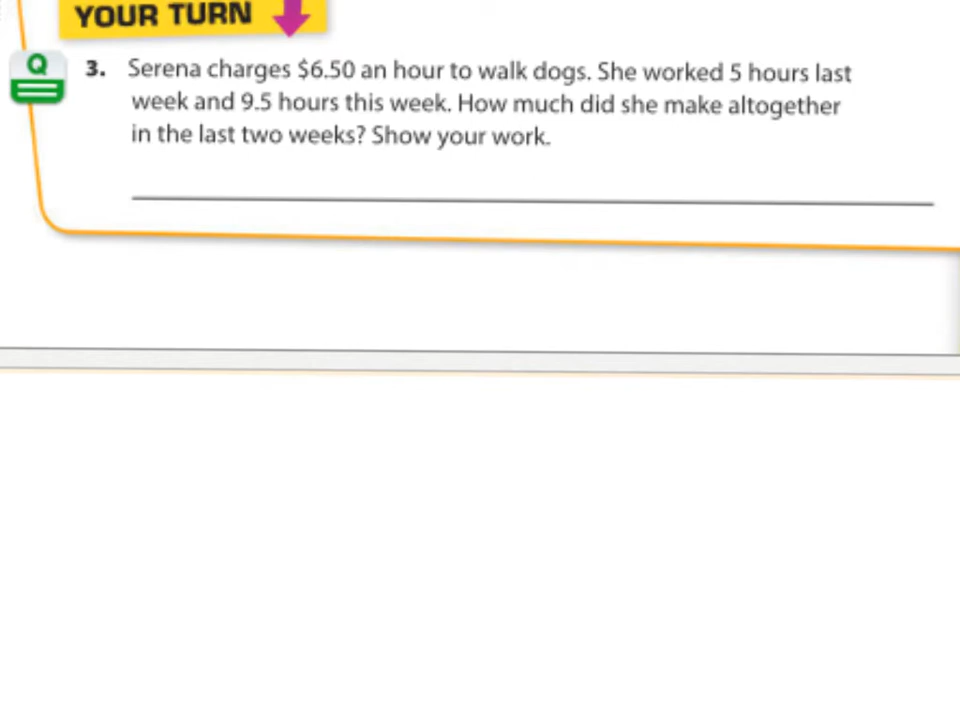 YOUR TURN
Q
3. Serena charges $6.50 an hour to walk dogs. She worked 5 hours last
week and 9.5 hours this week. How much did she make altogether
in the last two weeks? Show your work.